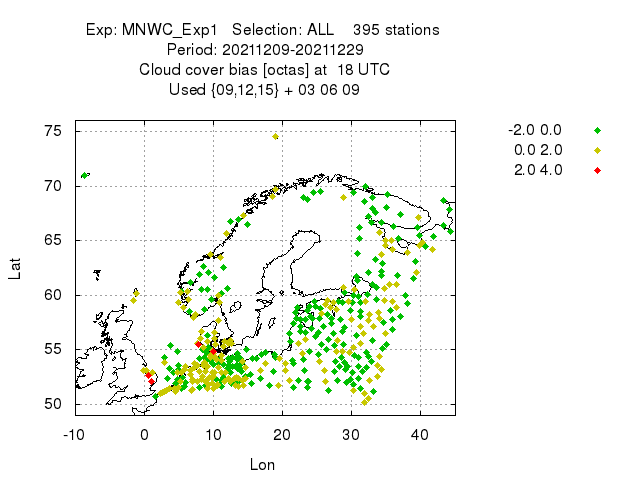 Exp: MNWC_Exp1   Selection: ALL    395 stations
Period: 20211209-20211229
Cloud cover bias [octas] at  18 UTC
Used {09,12,15} + 03 06 09
-2.0 0.0
0.0 2.0
2.0 4.0
75
70
65
60
55
50
Lat
-10 0 10 20 30 40
Lon